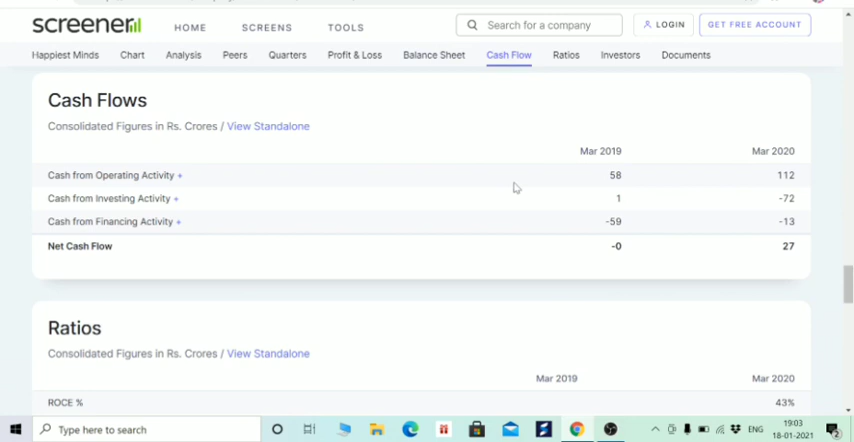 screener
HOME SCREENS TOOLS
Search for a company
LOGIN
GET FREE ACCOUNT
Happiest Minds Chart Analysis Peers Quarters Profit & Loss Balance Sheet Cash Flow Ratios Investors Documents
Cash Flows
Consolidated Figures in Rs. Crores / View Standalone
Mar 2019 Mar 2020
Cash from Operating Activity + 58 112
Cash from Investing Activity + 1 -72
Cash from Financing Activity + -59 -13
Net Cash Flow -0 27
Ratios
Consolidated Figures in Rs. Crores / View Standalone
Mar 2019 Mar 2020
ROCE % 43%
Type here to search
ENG
19:03
18-01-2021
2